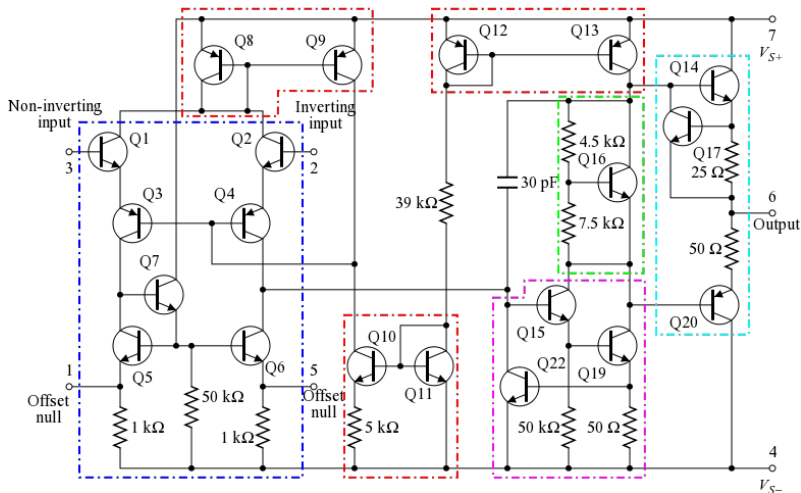 Q12
Q13
7
V_S+
Q8
Q9
Q14
Non-inverting
input
Inverting
input
Q1
Q2
4.5 kΩ
Q16
Q17
25 Ω
3
2
30 pF
6
Output
Q3
Q4
39 kΩ
7.5 kΩ
50 Ω
Q7
Q15
Q20
Q10
1
Q5
Q6
5
Q22
Q19
Offset
null
50 kΩ
Offset
null
Q11
1 kΩ
1kΩ
5 kΩ
50 kΩ
50 Ω
4
V_S−